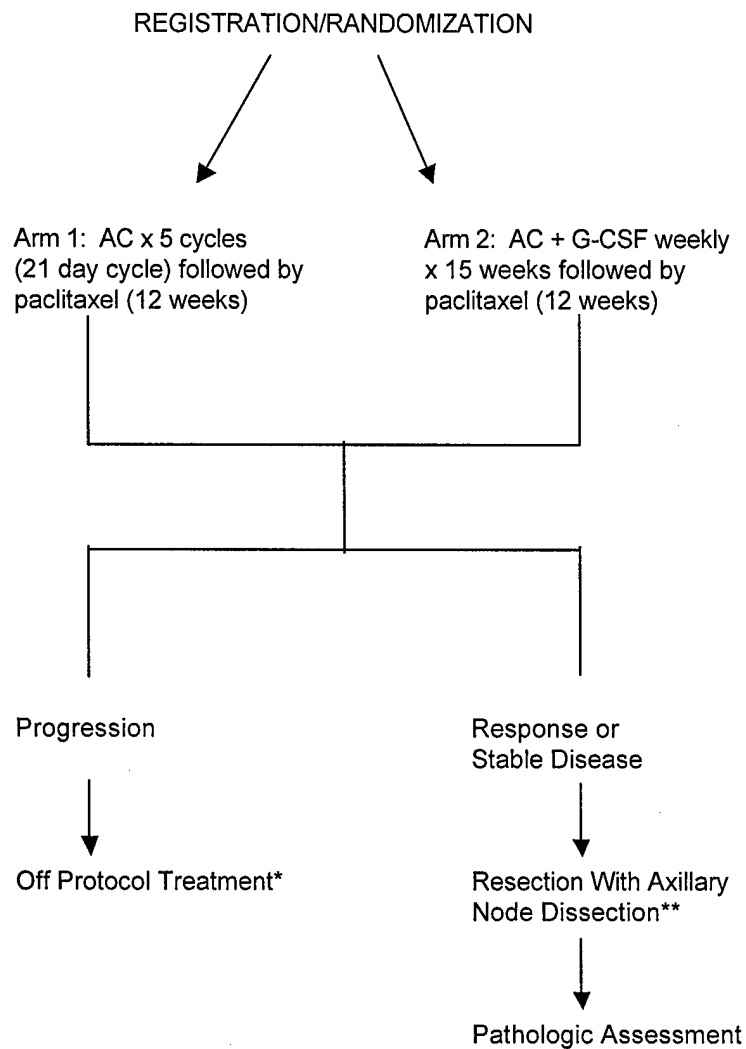 REGISTRATION/RANDOMIZATION
Arm 1: AC x 5 cycles
(21 day cycle) followed by
paclitaxel (12 weeks)
Arm 2: AC + G-CSF weekly
x 15 weeks followed by
paclitaxel (12 weeks)
Progression
Response or
Stable Disease
Off Protocol Treatment*
Resection With Axillary
Node Dissection**
Pathologic Assessment